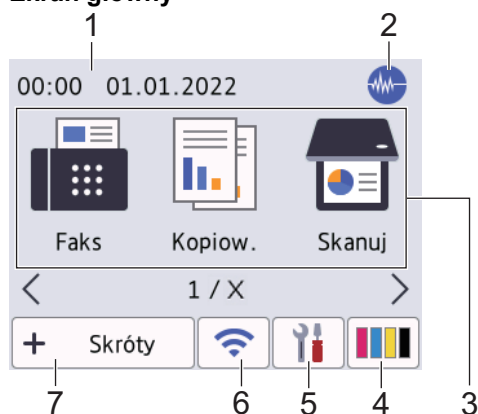 Ekran główny
1 2
00:00 01.01.2022
Faks Kopiow. Skanuj
1 / X
+ Skróty
7 6 5 4 3